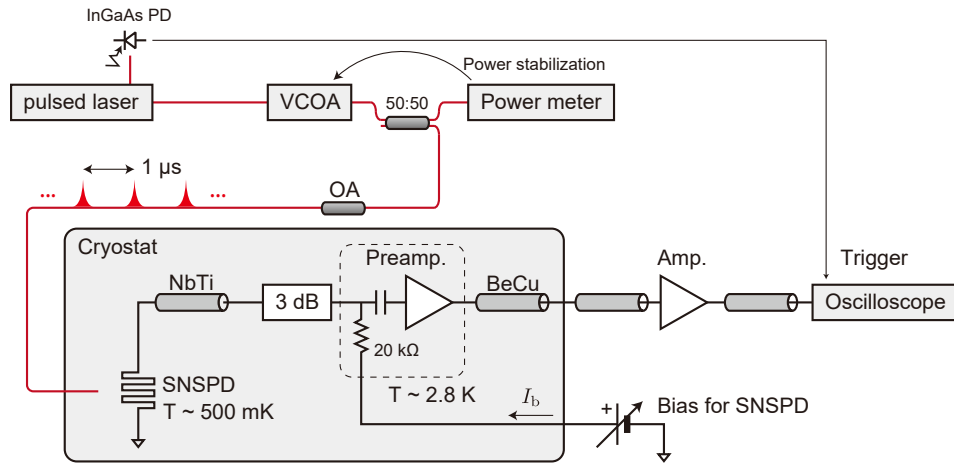 InGaAs PD
Power stabilization
pulsed laser
VCOA
50:50
Power meter
... 1 µs ...
OA
Cryostat
Preamp.
Amp.
Trigger
NbTi
BeCu
3 dB
Oscilloscope
20 kΩ
SNSPD
T ~ 500 mK
T ~ 2.8 K
I_b
+
Bias for SNSPD